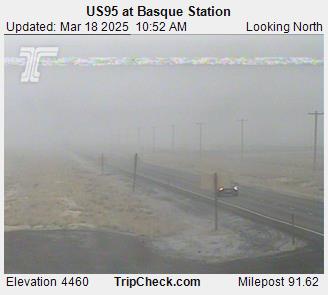 US95 at Basque Station
Updated: Mar 18 2025 10:52 AM Looking North
Elevation 4460 TripCheck.com Milepost 91.62